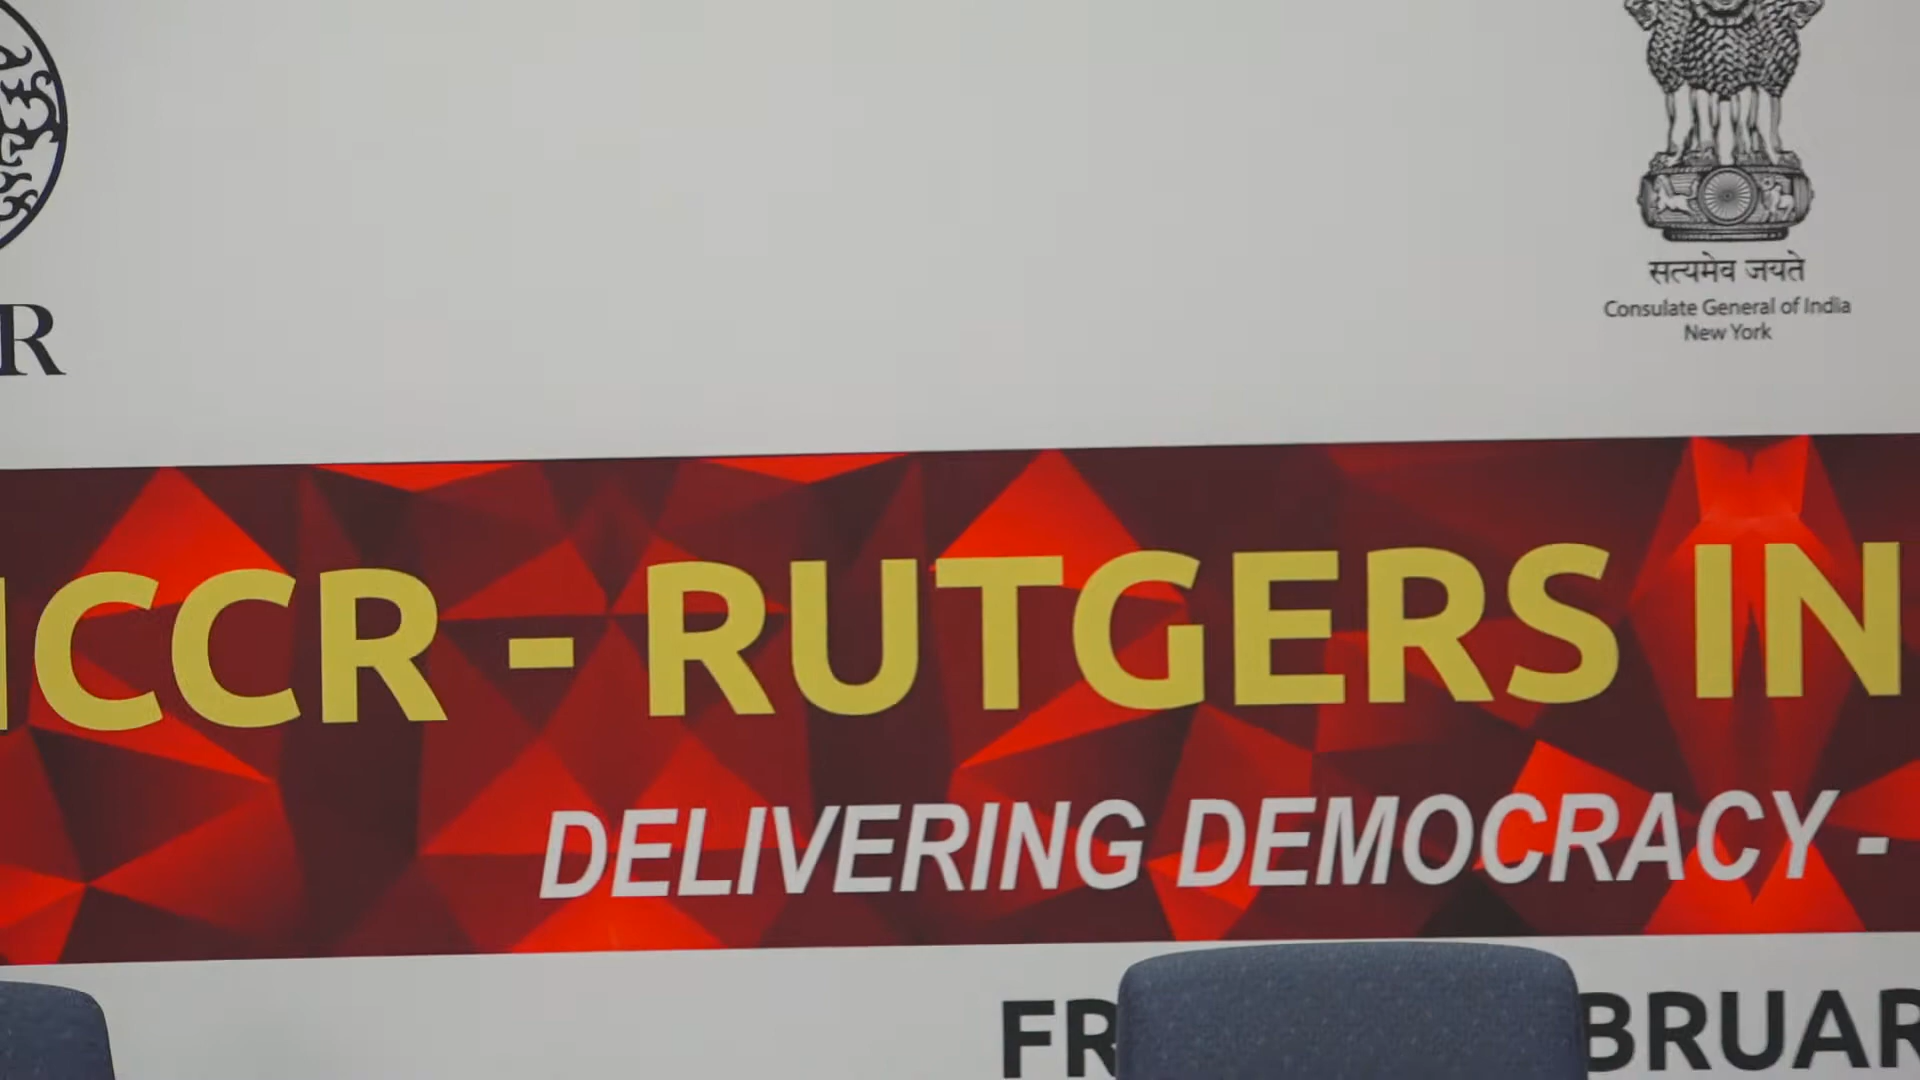 R
सत्यमेव जयते
Consulate General of India
New York
ICCR - RUTGERS IN
DELIVERING DEMOCRACY -
FR BRUAR